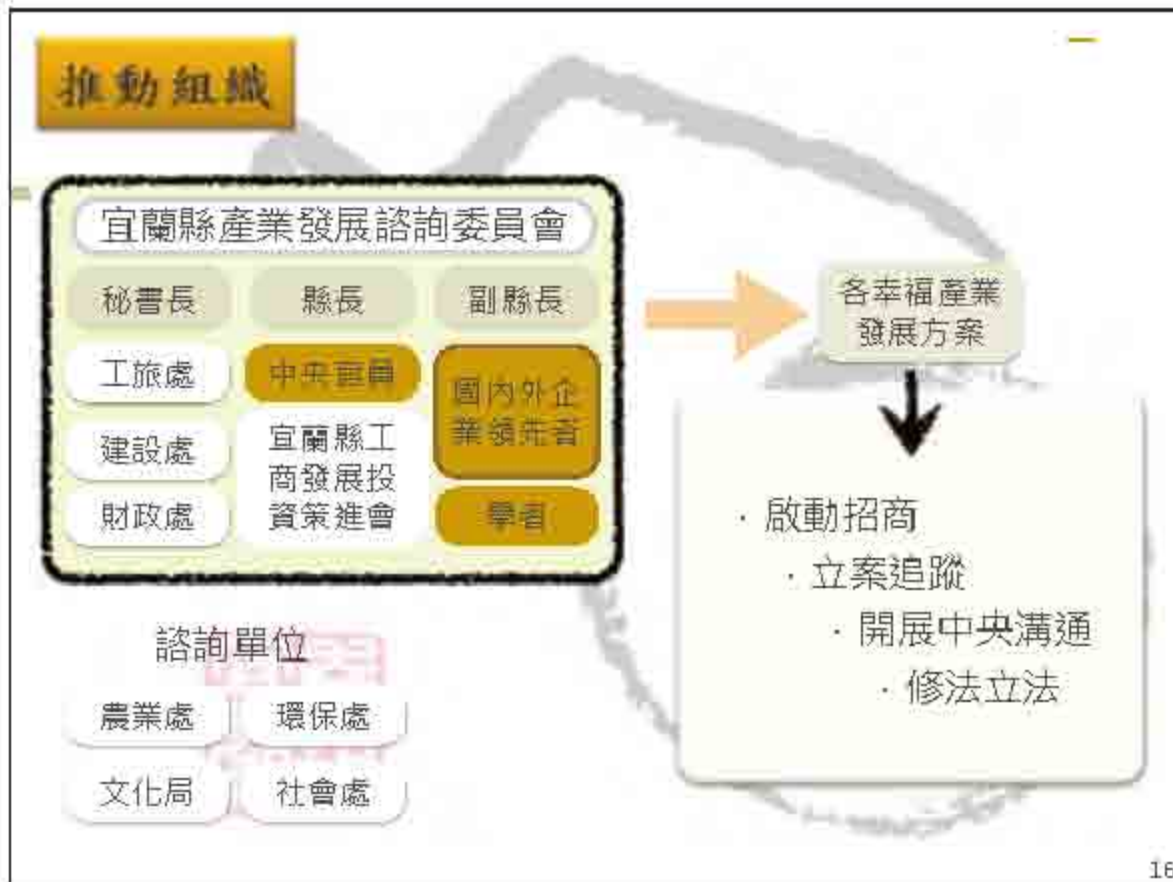 推動組織
宜蘭縣產業發展諮詢委員會
秘書長
縣長
副縣長
工旅處
建設處
財政處
中央官員
宜蘭縣工
商發展投
資策進會
國內外企
業領先者
學者
各幸福產業
發展方案
· 啟動招商
· 立案追蹤
· 開展中央溝通
· 修法立法
諮詢單位
農業處
環保處
文化局
社會處